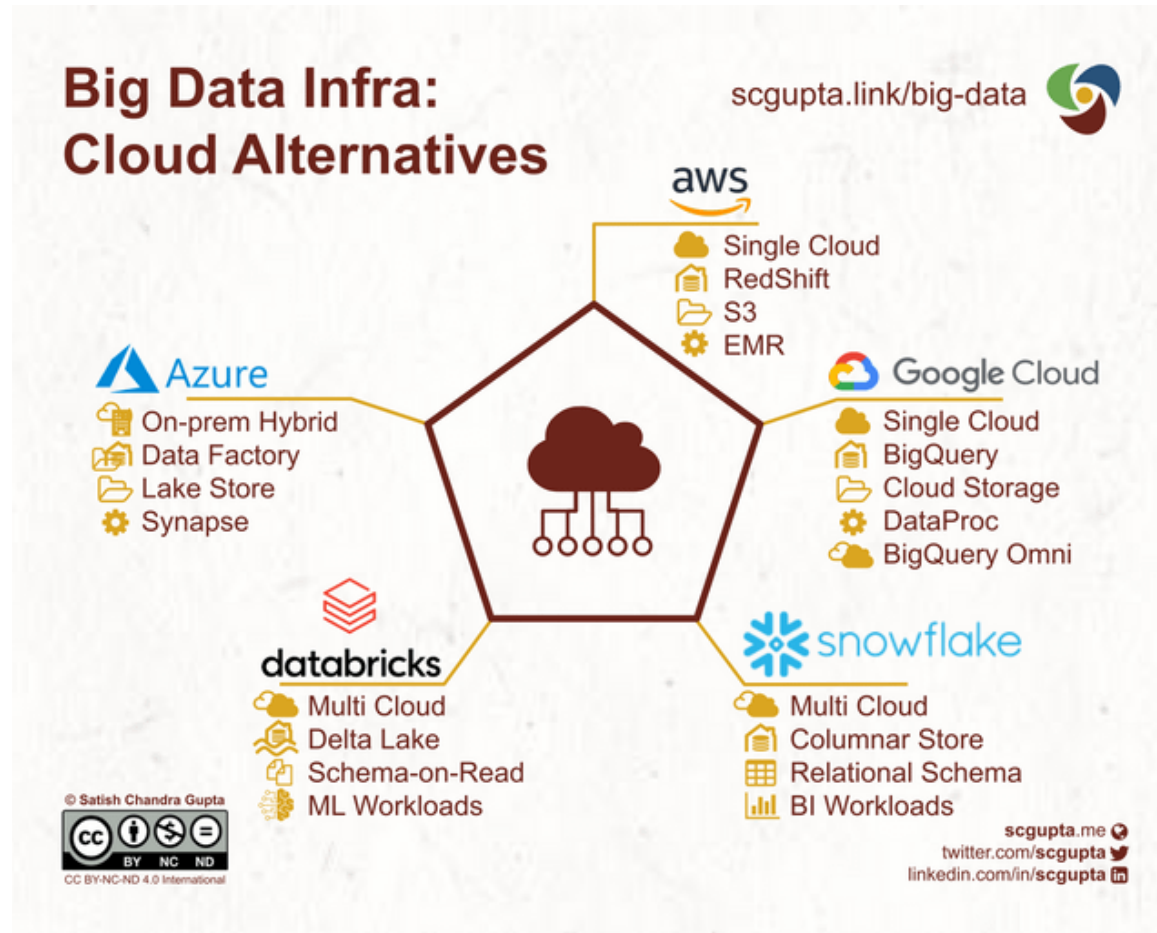 Big Data Infra:
Cloud Alternatives
scgupta.link/big-data
aws
Single Cloud
RedShift
S3
EMR
Azure
On-prem Hybrid
Data Factory
Lake Store
Synapse
Google Cloud
Single Cloud
BigQuery
Cloud Storage
DataProc
BigQuery Omni
databricks
Multi Cloud
Delta Lake
Schema-on-Read
ML Workloads
snowflake
Multi Cloud
Columnar Store
Relational Schema
BI Workloads
© Satish Chandra Gupta
cc
BY NC ND
CC BY-NC-ND 4.0 International
scgupta.me
twitter.com/scgupta
linkedin.com/in/scgupta in